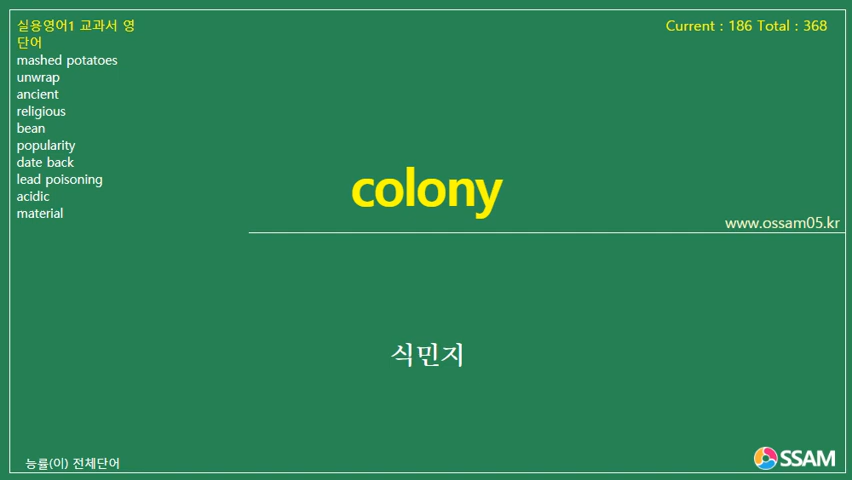 실용영어1 교과서 영
단어
mashed potatoes
unwrap
ancient
religious
bean
popularity
date back
lead poisoning
acidic
material
Current : 186 Total : 368
colony
www.ossam05.kr
식민지
능률(이) 전체단어
OSSAM